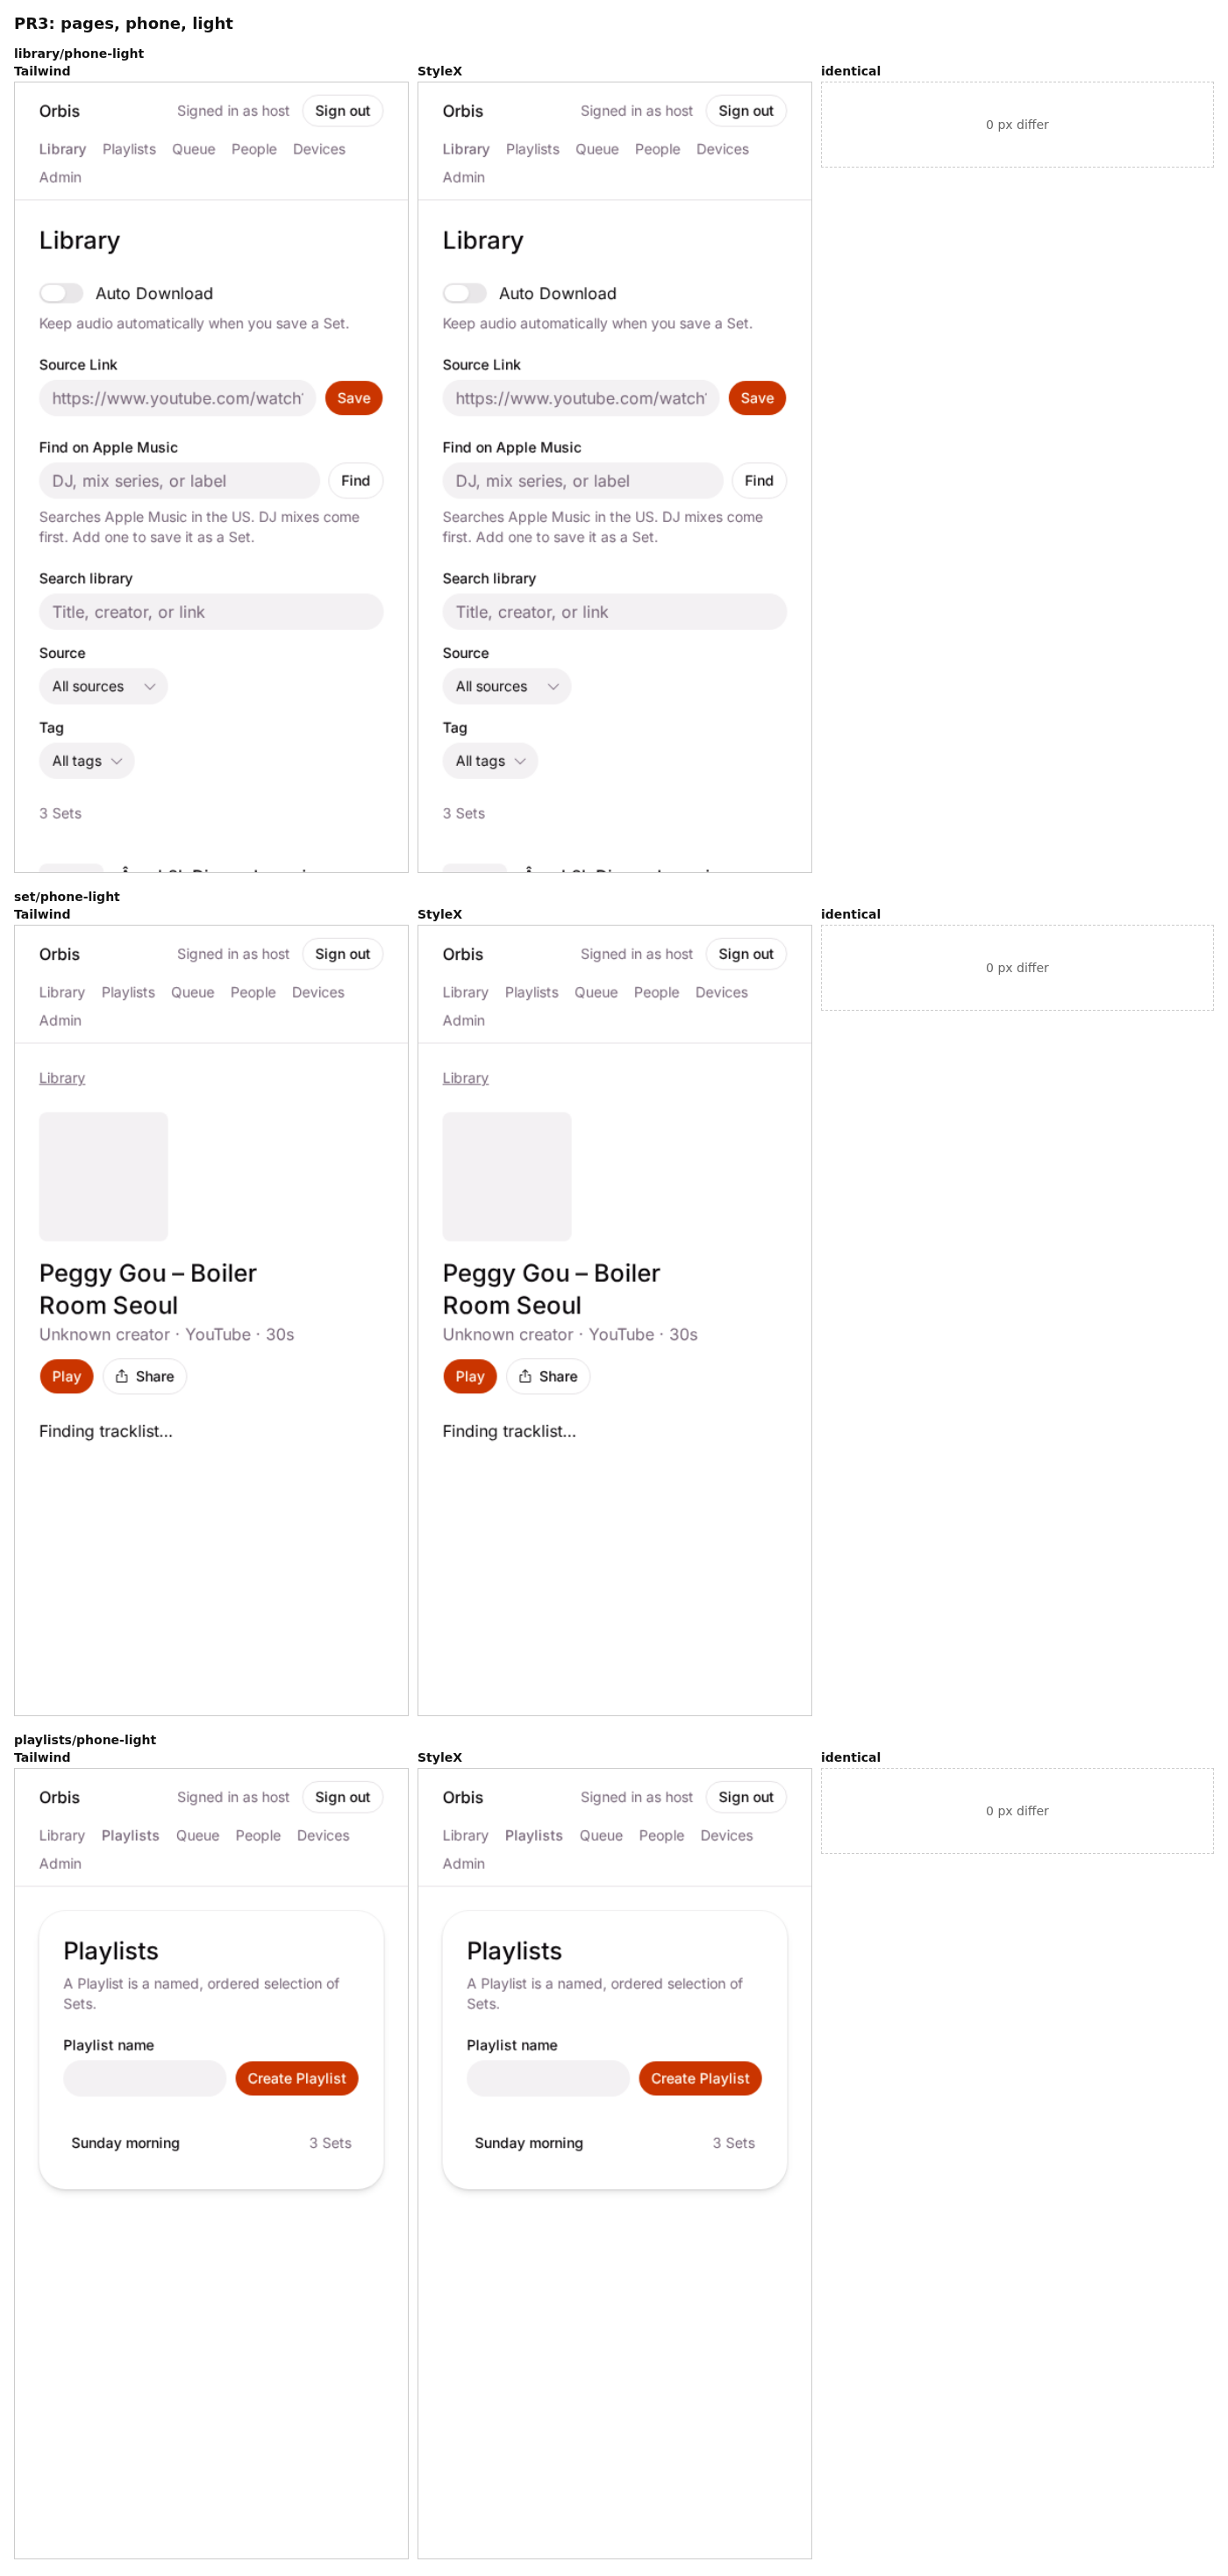 PR3: pages, phone, light
library/phone-light
Tailwind StyleX identical
Orbis Signed in as host Sign out
Library Playlists Queue People Devices
Admin
Library
Auto Download
Keep audio automatically when you save a Set.
Source Link
https://www.youtube.com/watch Save
Find on Apple Music
DJ, mix series, or label Find
Searches Apple Music in the US. DJ mixes come
first. Add one to save it as a Set.
Search library
Title, creator, or link
Source
All sources
Tag
All tags
3 Sets
Orbis Signed in as host Sign out
Library Playlists Queue People Devices
Admin
Library
Auto Download
Keep audio automatically when you save a Set.
Source Link
https://www.youtube.com/watch Save
Find on Apple Music
DJ, mix series, or label Find
Searches Apple Music in the US. DJ mixes come
first. Add one to save it as a Set.
Search library
Title, creator, or link
Source
All sources
Tag
All tags
3 Sets
0 px differ
set/phone-light
Tailwind StyleX identical
Orbis Signed in as host Sign out
Library Playlists Queue People Devices
Admin
Library
Peggy Gou – Boiler
Room Seoul
Unknown creator · YouTube · 30s
Play Share
Finding tracklist...
Orbis Signed in as host Sign out
Library Playlists Queue People Devices
Admin
Library
Peggy Gou – Boiler
Room Seoul
Unknown creator · YouTube · 30s
Play Share
Finding tracklist...
0 px differ
playlists/phone-light
Tailwind StyleX identical
Orbis Signed in as host Sign out
Library Playlists Queue People Devices
Admin
Playlists
A Playlist is a named, ordered selection of
Sets.
Playlist name
Create Playlist
Sunday morning 3 Sets
Orbis Signed in as host Sign out
Library Playlists Queue People Devices
Admin
Playlists
A Playlist is a named, ordered selection of
Sets.
Playlist name
Create Playlist
Sunday morning 3 Sets
0 px differ